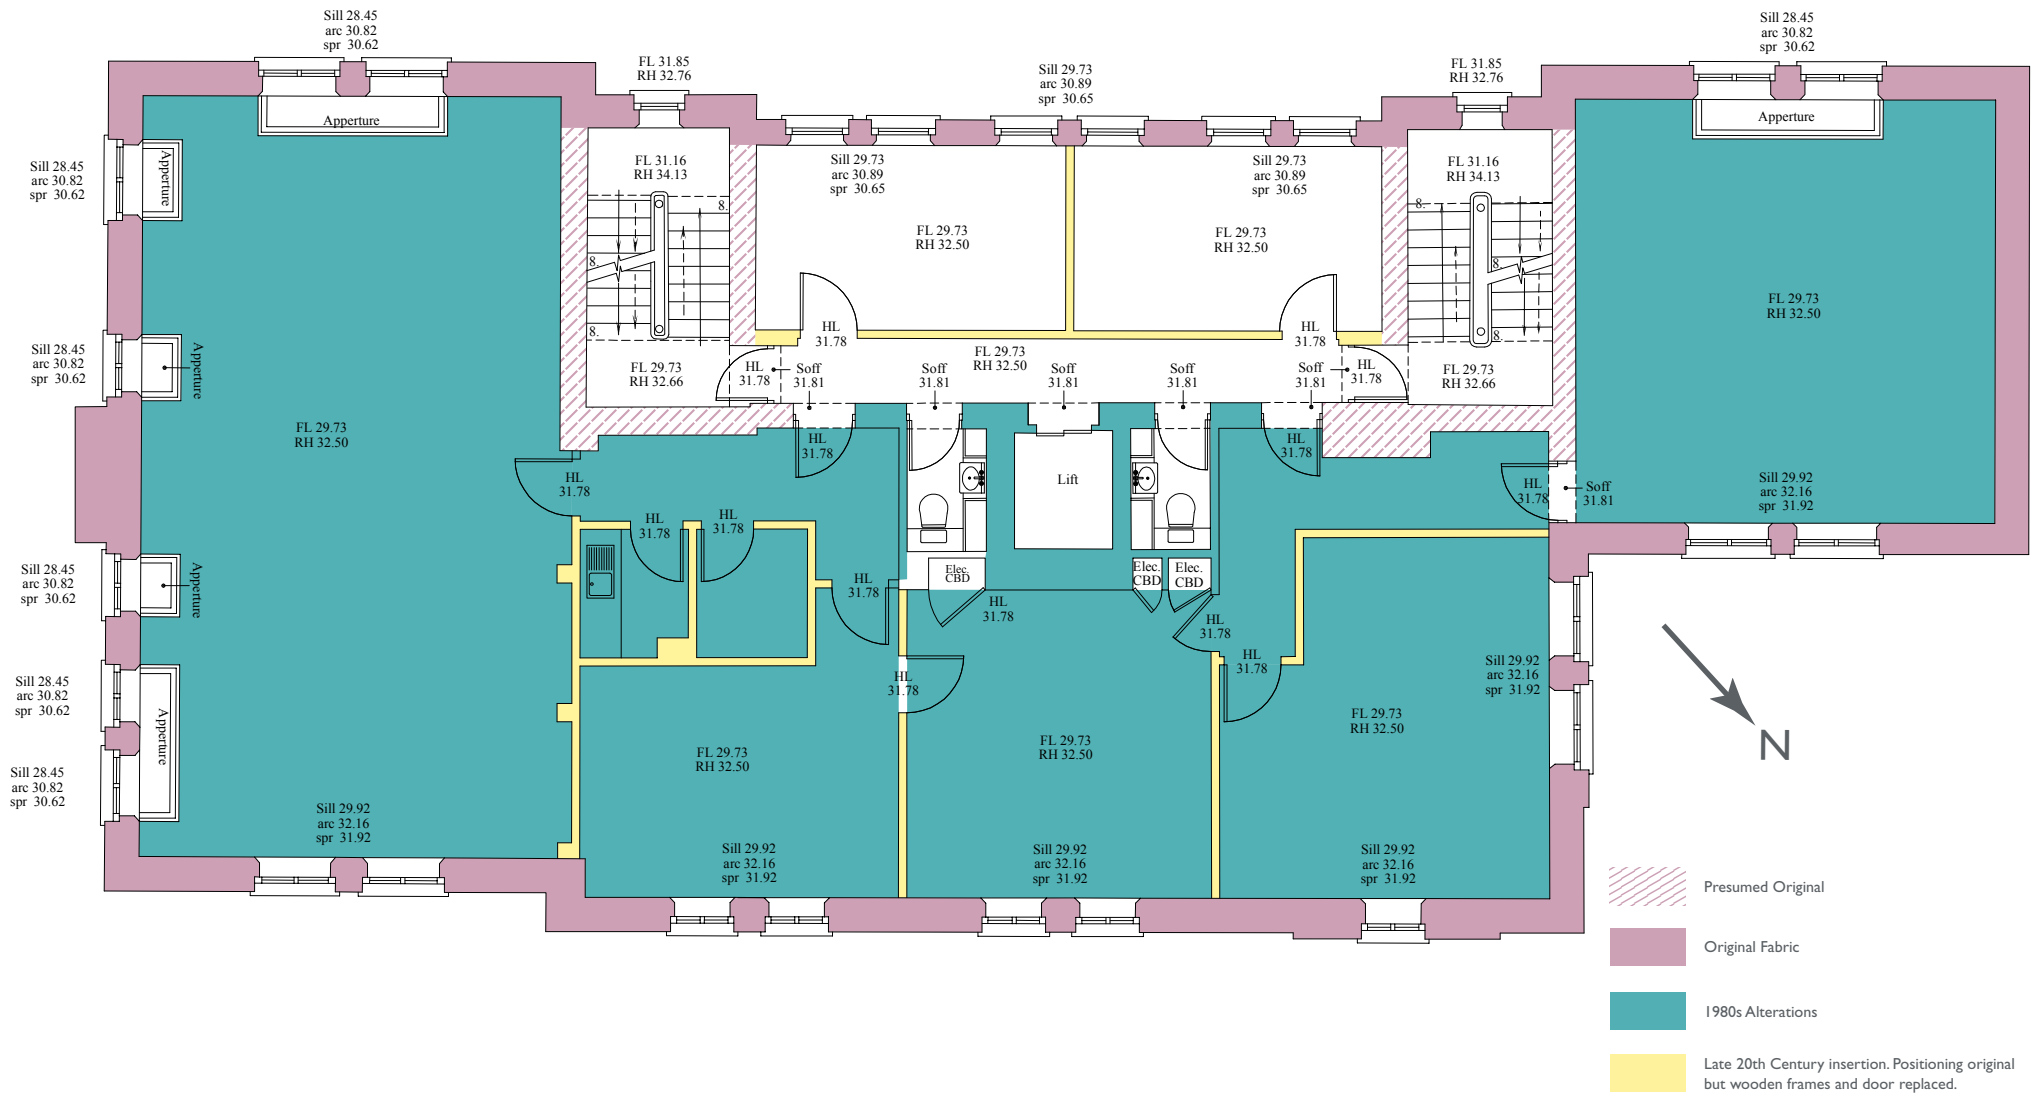 Sill 28.45
arc 30.82
spr 30.62
Sill 28.45
arc 30.82
spr 30.62
FL 31.85
RH 32.76
FL 31.85
RH 32.76
Sill 29.73
arc 30.89
spr 30.65
Apperture
Apperture
Sill 28.45
arc 30.82
spr 30.62
Apperture
FL 31.16
RH 34.13
Sill 29.73
arc 30.89
spr 30.65
Sill 29.73
arc 30.89
spr 30.65
FL 31.16
RH 34.13
8.
8.
FL 29.73
RH 32.50
FL 29.73
RH 32.50
8.
8.
FL 29.73
RH 32.50
8.
8.
HL
31.78
HL
31.78
Sill 28.45
arc 30.82
spr 30.62
Apperture
FL 29.73
RH 32.66
HL
31.78
Soff
31.81
Soff
31.81
FL 29.73
RH 32.50
Soff
31.81
Soff
31.81
Soff
31.81
HL
31.78
FL 29.73
RH 32.66
FL 29.73
RH 32.50
HL
31.78
HL
31.78
Lift
HL
31.78
HL
31.78
Soff
31.81
Sill 29.92
arc 32.16
spr 31.92
HL
31.78
HL
31.78
HL
31.78
Sill 28.45
arc 30.82
spr 30.62
Apperture
HL
31.78
Elec.
CBD
Elec.
CBD
Elec.
CBD
HL
31.78
HL
31.78
HL
31.78
HL
31.78
Sill 29.92
arc 32.16
spr 31.92
Sill 28.45
arc 30.82
spr 30.62
Apperture
FL 29.73
RH 32.50
FL 29.73
RH 32.50
FL 29.73
RH 32.50
N
Sill 28.45
arc 30.82
spr 30.62
Sill 29.92
arc 32.16
spr 31.92
Sill 29.92
arc 32.16
spr 31.92
Sill 29.92
arc 32.16
spr 31.92
Sill 29.92
arc 32.16
spr 31.92
Presumed Original
Original Fabric
1980s Alterations
Late 20th Century insertion. Positioning original
but wooden frames and door replaced.